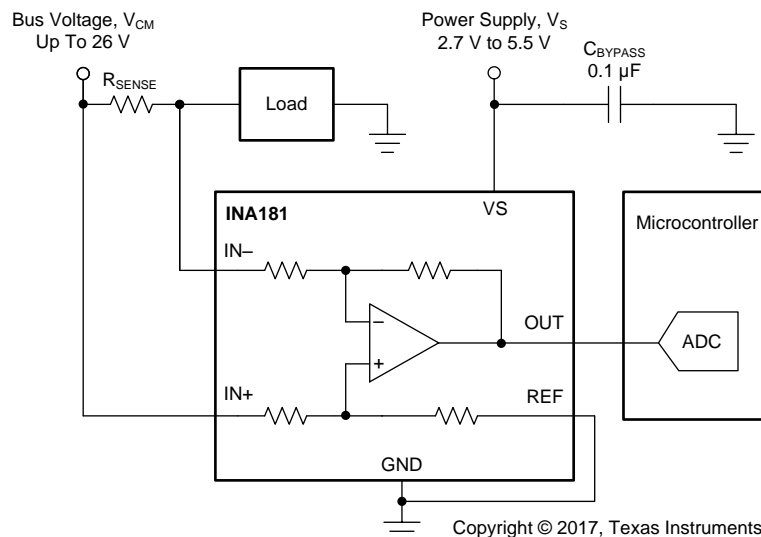 Bus Voltage, VCM
Up To 26 V
Power Supply, VS
2.7 V to 5.5 V
CBYPASS
0.1 µF
RSENSE
Load
INA181
VS
Microcontroller
IN–
–
OUT
ADC
+
IN+
REF
GND
Copyright © 2017, Texas Instruments